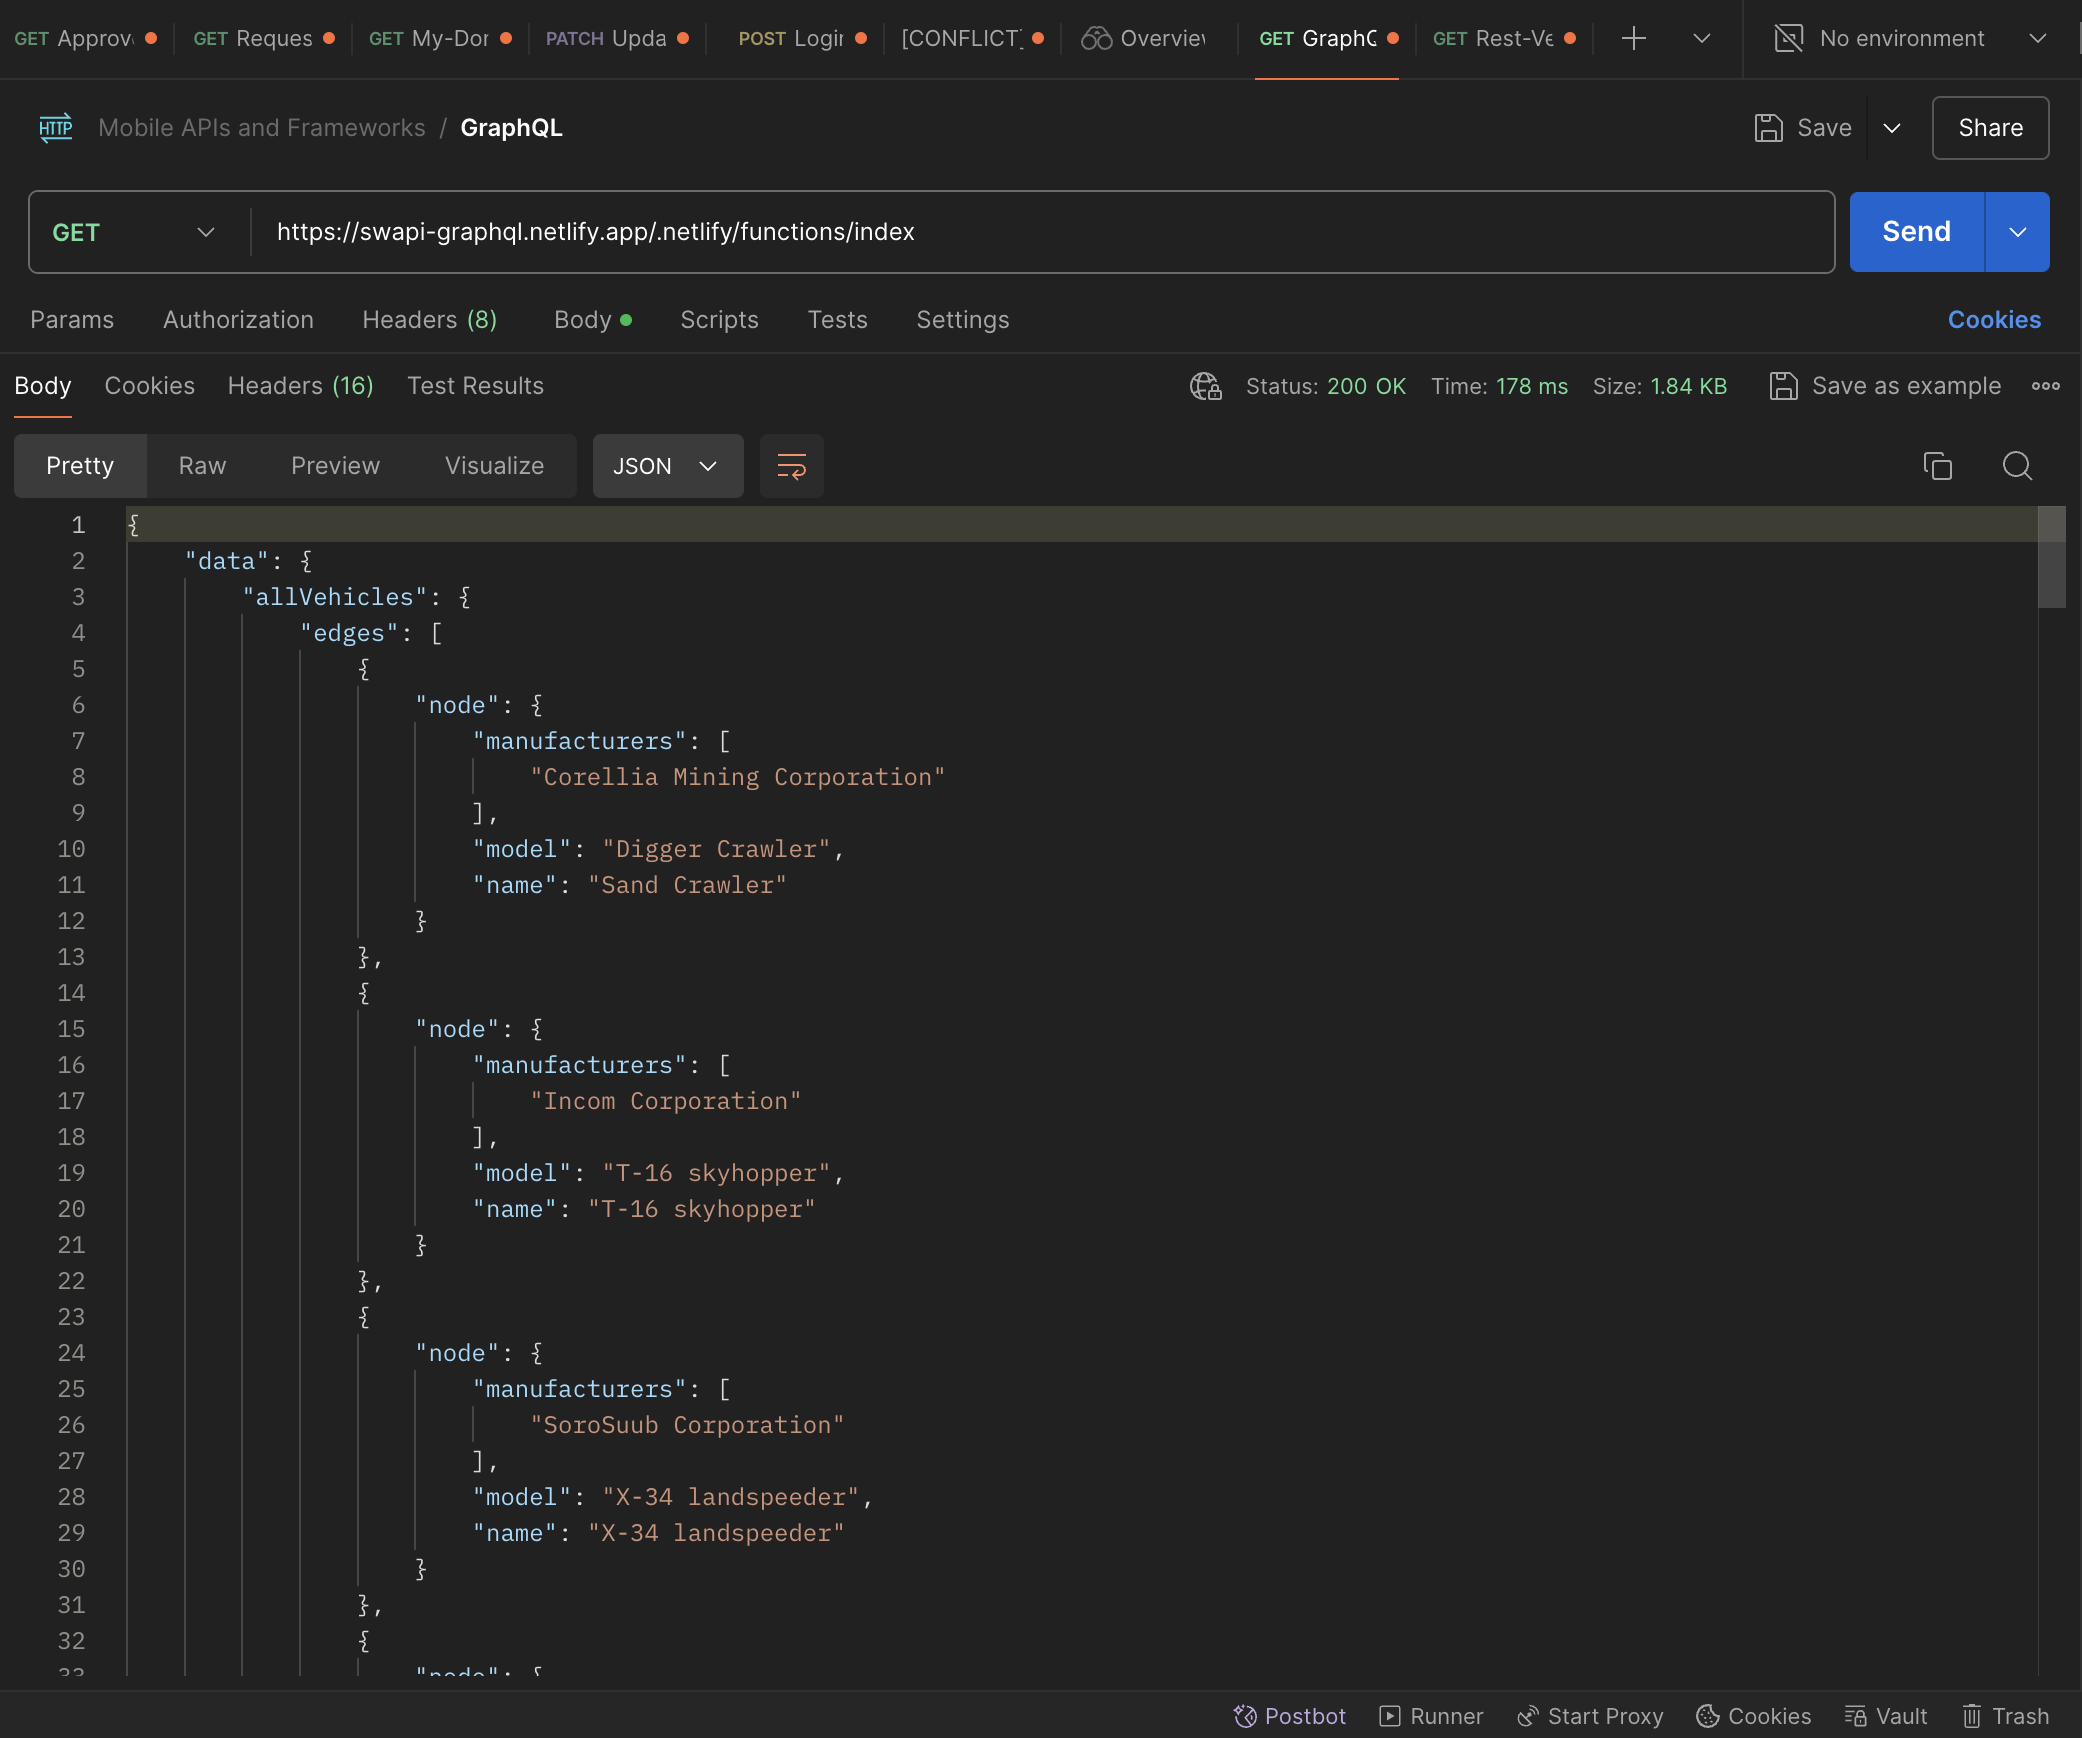 GET Approv GET Reques GET My-Dor PATCH Upda POST Login [CONFLICT] Overview GET GraphQ GET Rest-Ve No environment
HTTP Mobile APIs and Frameworks / GraphQL Save Share
GET https://swapi-graphql.netlify.app/.netlify/functions/index Send
Params Authorization Headers (8) Body Scripts Tests Settings Cookies
Body Cookies Headers (16) Test Results Status: 200 OK Time: 178 ms Size: 1.84 KB Save as example
Pretty Raw Preview Visualize JSON
1 {
2 "data": {
3 "allVehicles": {
4 "edges": [
5 {
6 "node": {
7 "manufacturers": [
8 "Corellia Mining Corporation"
9 ],
10 "model": "Digger Crawler",
11 "name": "Sand Crawler"
12 }
13 },
14 {
15 "node": {
16 "manufacturers": [
17 "Incom Corporation"
18 ],
19 "model": "T-16 skyhopper",
20 "name": "T-16 skyhopper"
21 }
22 },
23 {
24 "node": {
25 "manufacturers": [
26 "SoroSuub Corporation"
27 ],
28 "model": "X-34 landspeeder",
29 "name": "X-34 landspeeder"
30 }
31 },
32 {
33 "node": {
Postbot Runner Start Proxy Cookies Vault Trash